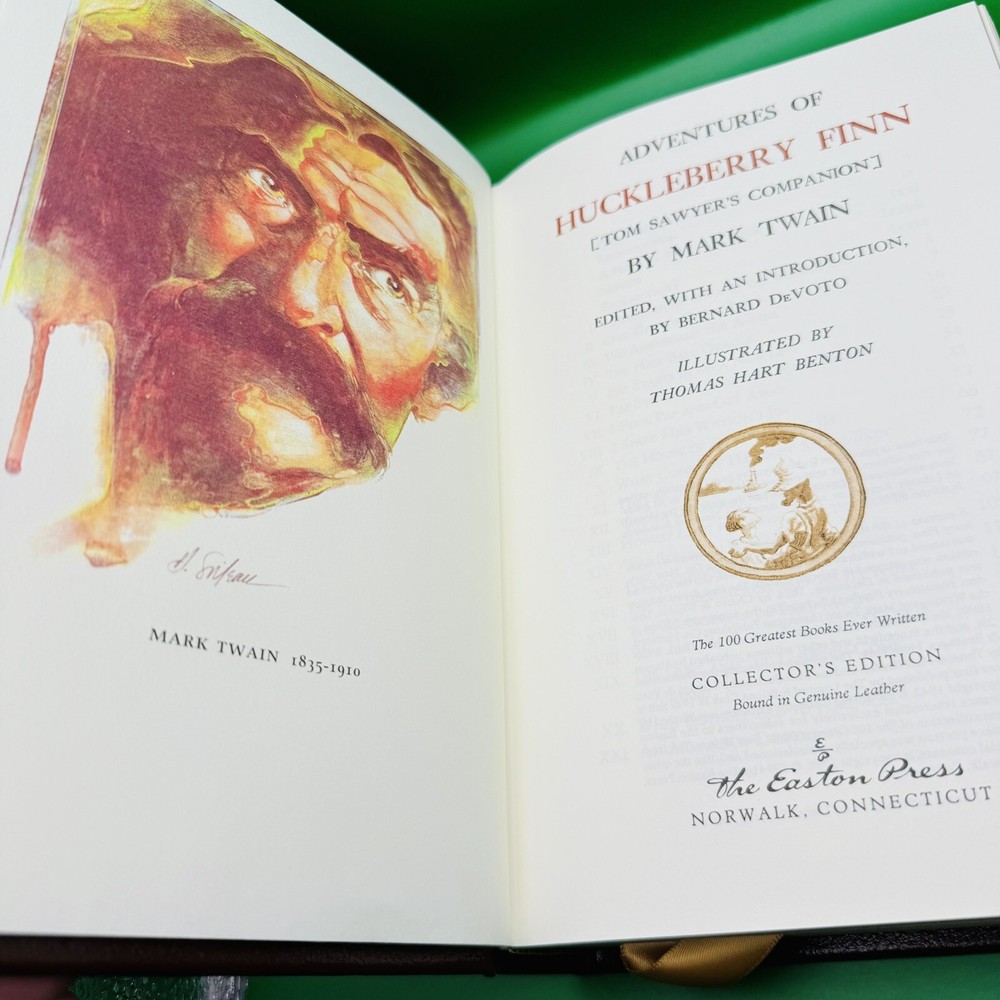 MARK TWAIN 1835-1910
ADVENTURES OF
HUCKLEBERRY FINN
[TOM SAWYER'S COMPANION]
BY MARK TWAIN
EDITED, WITH AN INTRODUCTION,
BY BERNARD DeVOTO
ILLUSTRATED BY
THOMAS HART BENTON
The 100 Greatest Books Ever Written
COLLECTOR'S EDITION
Bound in Genuine Leather
E
P
The Easton Press
NORWALK, CONNECTICUT